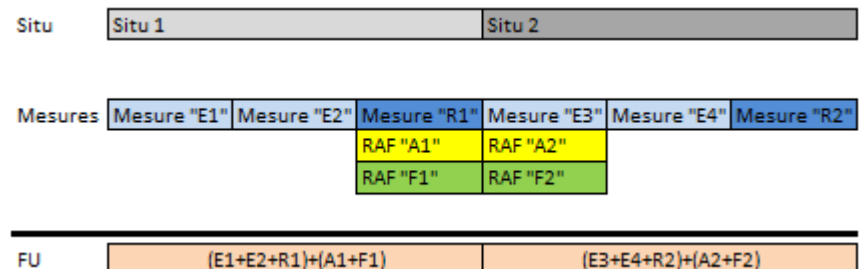 Situ Situ 1 Situ 2
Mesures Mesure "E1" Mesure "E2" Mesure "R1" Mesure "E3" Mesure "E4" Mesure "R2"
RAF "A1" RAF "A2"
RAF "F1" RAF "F2"
FU (E1+E2+R1)+(A1+F1) (E3+E4+R2)+(A2+F2)